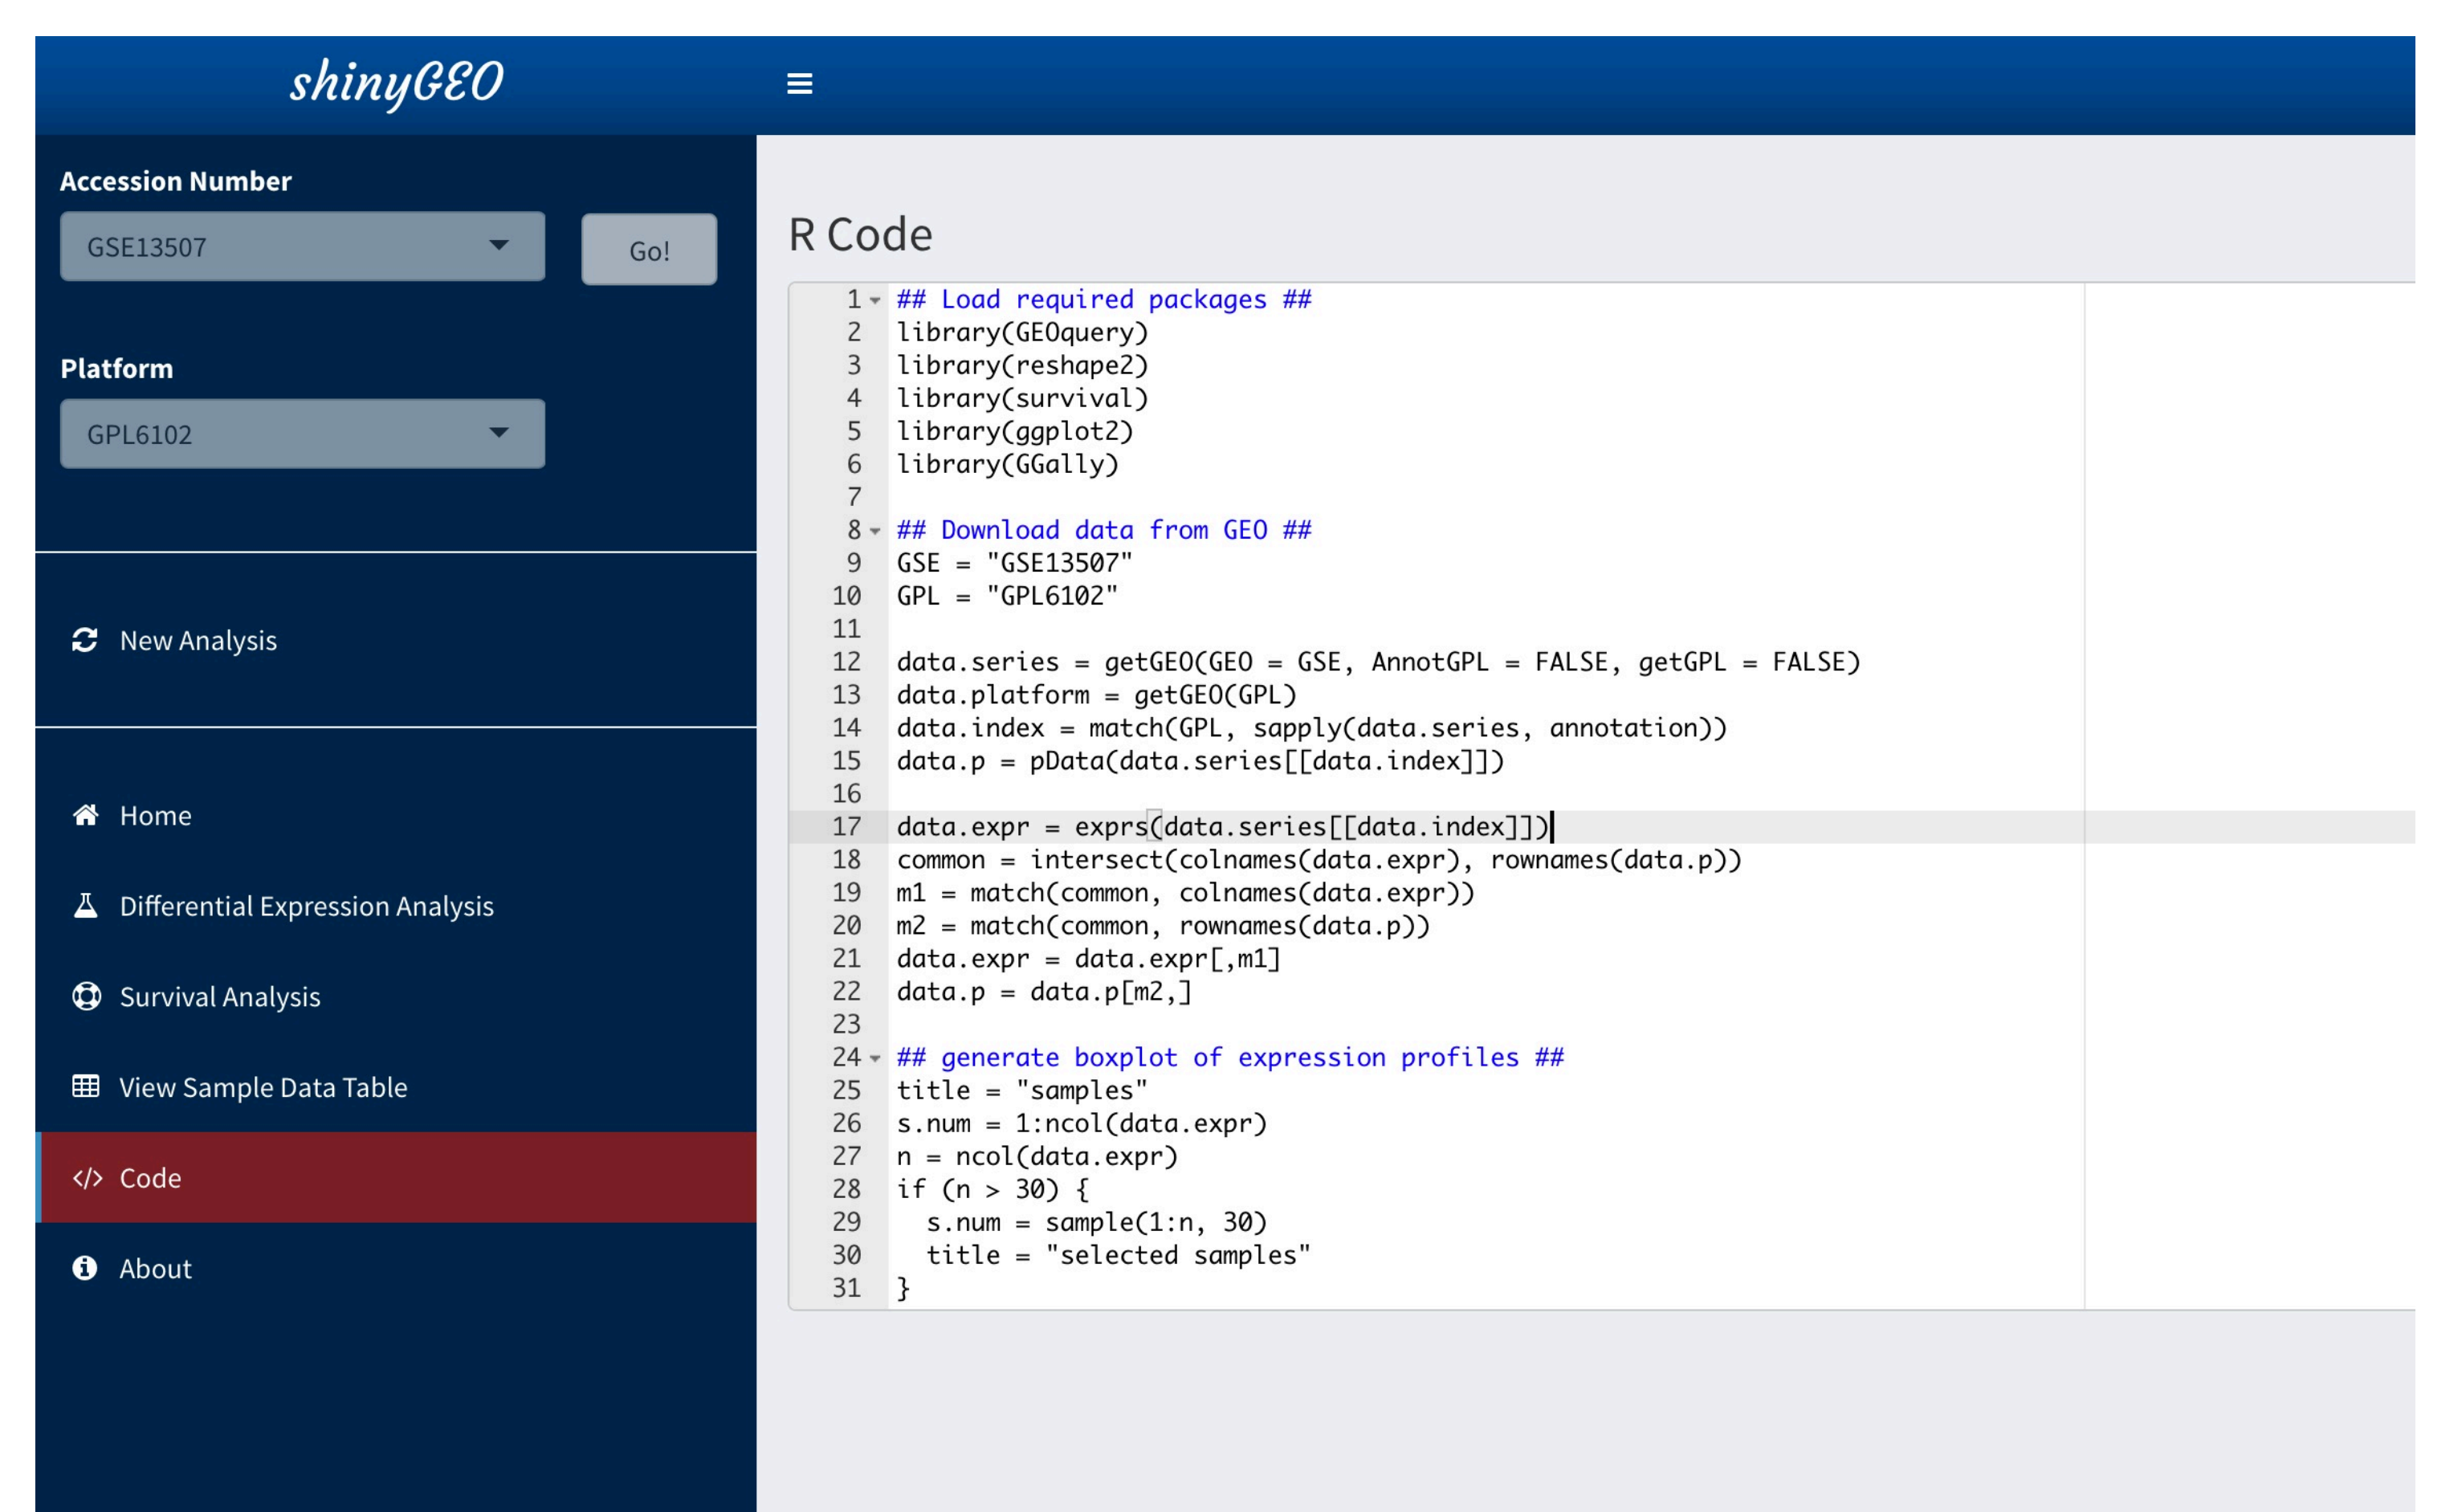 shinyGEO
Accession Number
GSE13507
Go!
Platform
GPL6102
New Analysis
Home
Differential Expression Analysis
Survival Analysis
View Sample Data Table
</> Code
About
R Code
1 ## Load required packages ##
2 library(GEOquery)
3 library(reshape2)
4 library(survival)
5 library(ggplot2)
6 library(GGally)
7
8 ## Download data from GEO ##
9 GSE = "GSE13507"
10 GPL = "GPL6102"
11
12 data.series = getGEO(GEO = GSE, AnnotGPL = FALSE, getGPL = FALSE)
13 data.platform = getGEO(GPL)
14 data.index = match(GPL, sapply(data.series, annotation))
15 data.p = pData(data.series[[data.index]])
16
17 data.expr = exprs(data.series[[data.index]])
18 common = intersect(colnames(data.expr), rownames(data.p))
19 m1 = match(common, colnames(data.expr))
20 m2 = match(common, rownames(data.p))
21 data.expr = data.expr[,m1]
22 data.p = data.p[m2,]
23
24 ## generate boxplot of expression profiles ##
25 title = "samples"
26 s.num = 1:ncol(data.expr)
27 n = ncol(data.expr)
28 if (n > 30) {
29   s.num = sample(1:n, 30)
30   title = "selected samples"
31 }